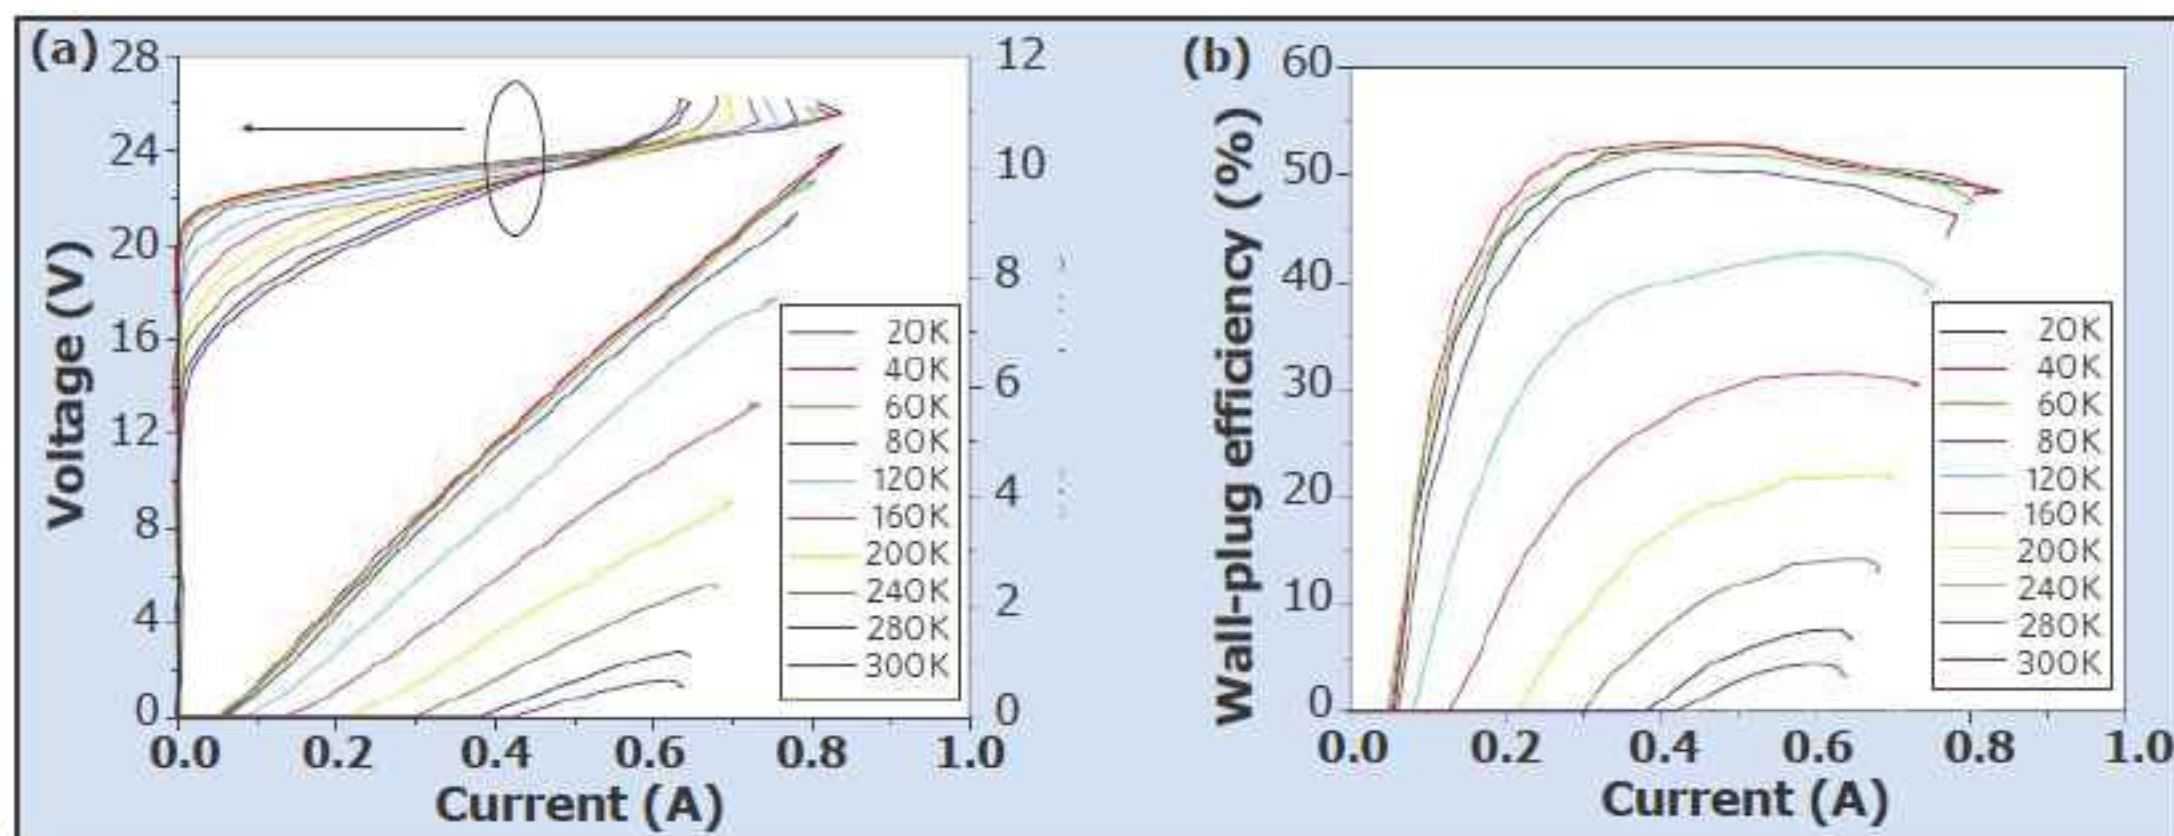 (a)
28
24
20
16
12
8
4
0
Voltage (V)
12
10
8
6
4
2
0
0.0 0.2 0.4 0.6 0.8 1.0
Current (A)
20K
40K
60K
80K
120K
160K
200K
240K
280K
300K
(b)
60
50
40
30
20
10
0
Wall-plug efficiency (%)
0.0 0.2 0.4 0.6 0.8 1.0
Current (A)
20K
40K
60K
80K
120K
160K
200K
240K
280K
300K